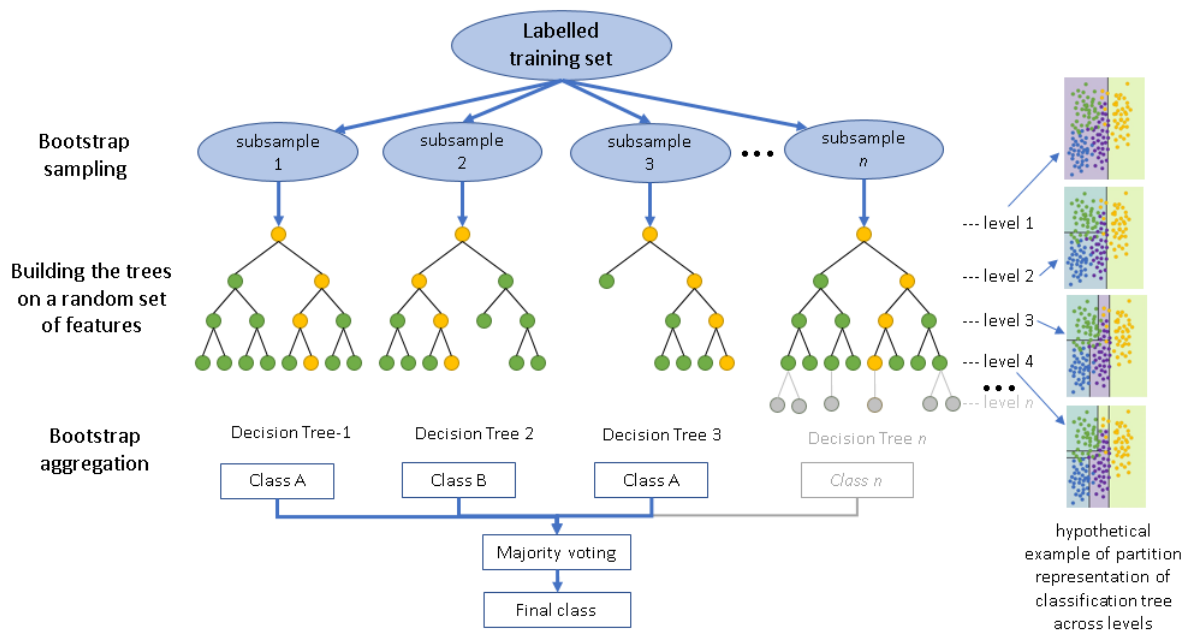 Labelled
training set
Bootstrap
sampling
subsample
1
subsample
2
subsample
3
•••
subsample
n
Building the trees
on a random set
of features
--- level 1
--- level 2
--- level 3
--- level 4
•••
--- level n
Bootstrap
aggregation
Decision Tree-1
Decision Tree 2
Decision Tree 3
Decision Tree n
Class A
Class B
Class A
Class n
Majority voting
Final class
hypothetical
example of partition
representation of
classification tree
across levels